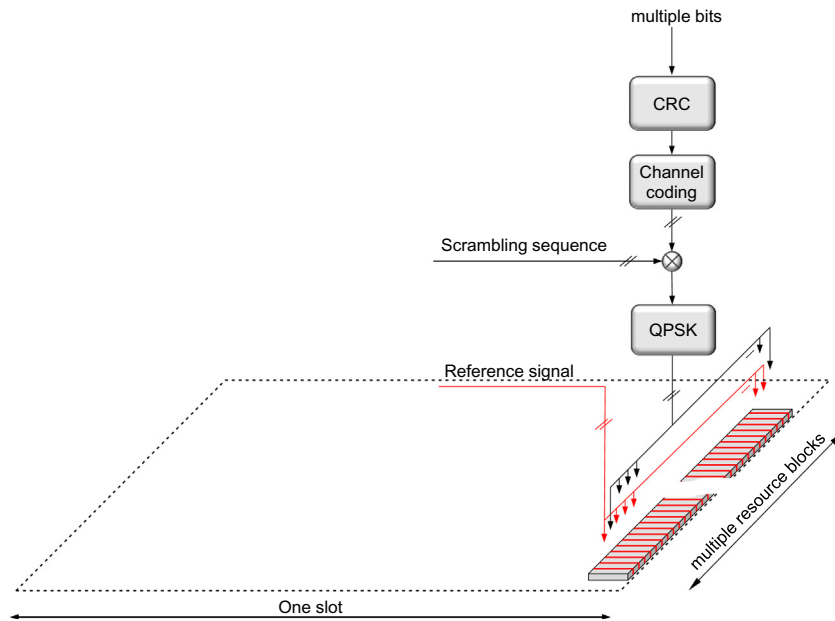 multiple bits
CRC
Channel
coding
Scrambling sequence
QPSK
Reference signal
multiple resource blocks
One slot